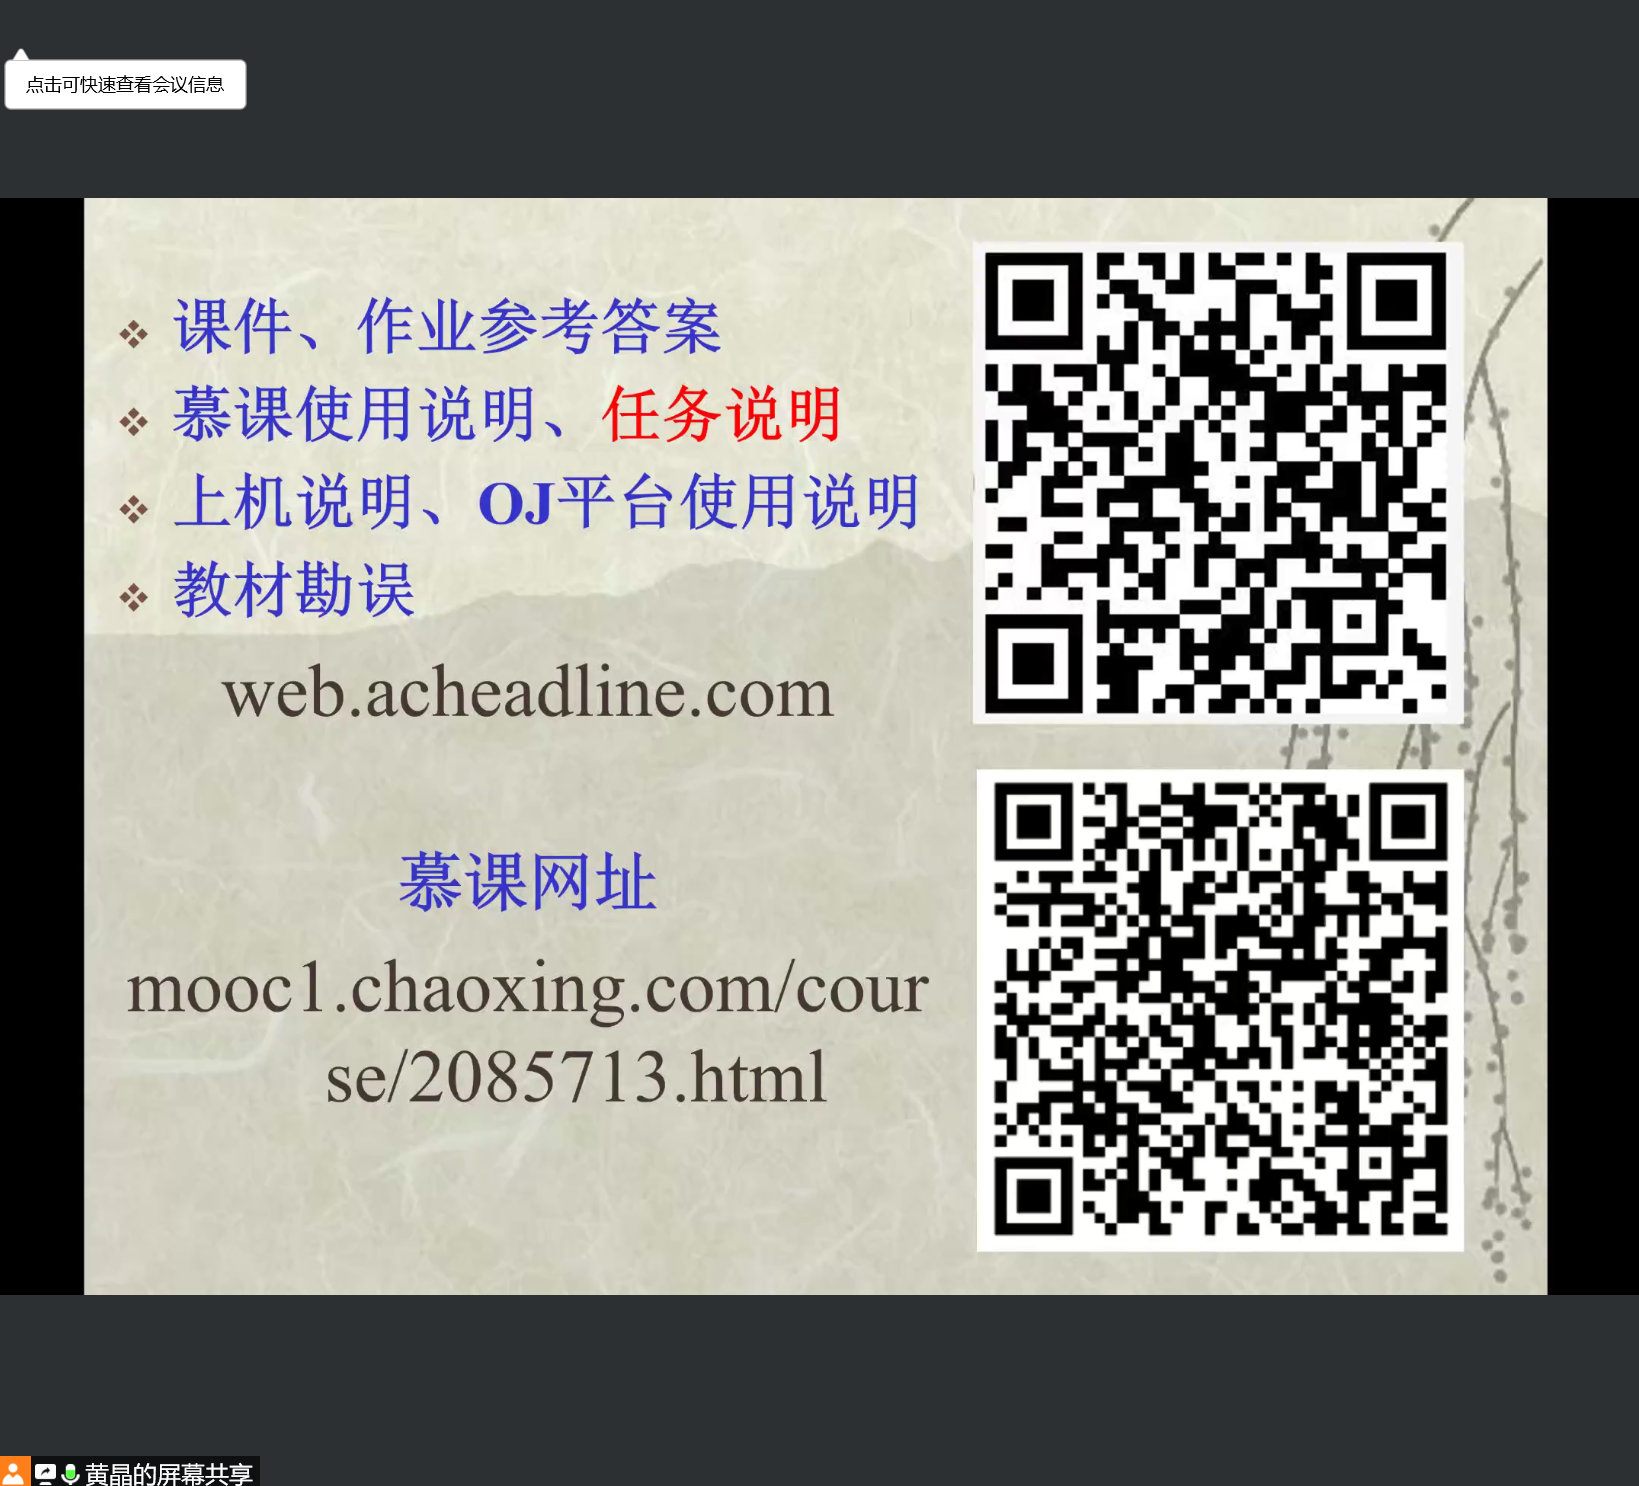 点击可快速查看会议信息
课件、作业参考答案
慕课使用说明、任务说明
上机说明、OJ平台使用说明
教材勘误
web.acheadline.com
慕课网址
mooc1.chaoxing.com/cour
se/2085713.html
黄晶的屏幕共享